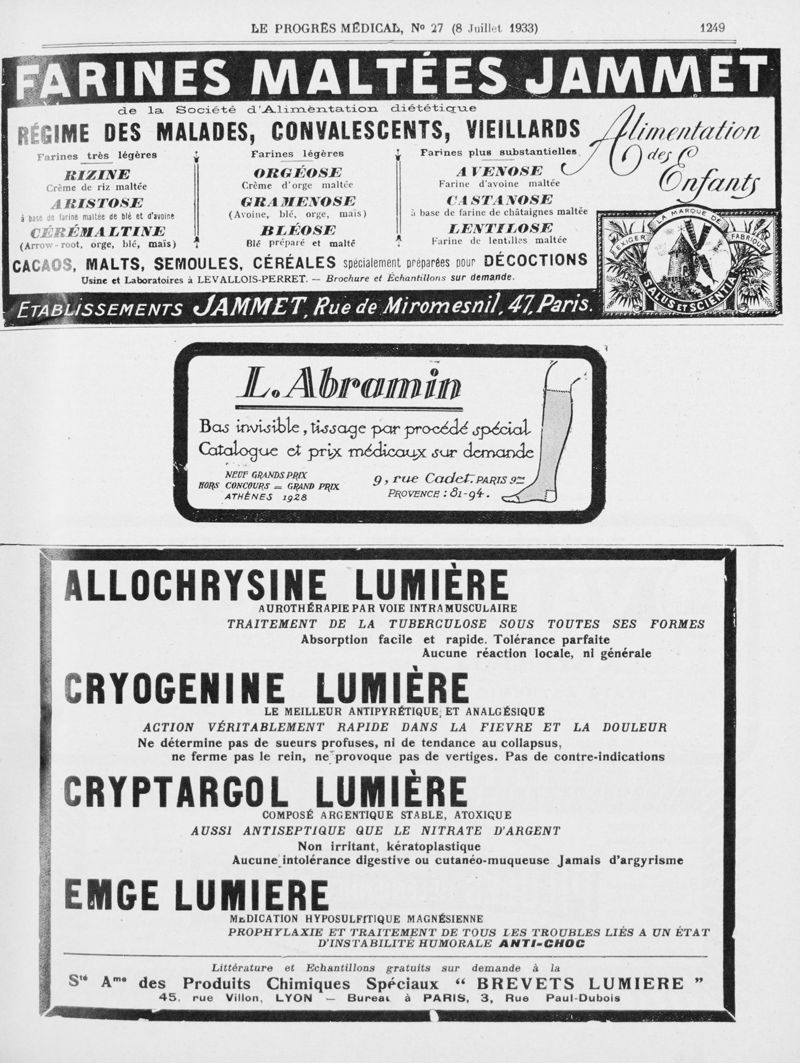 LE PROGRÈS MÉDICAL, No 27 (8 Juillet 1933) 1249
FARINES MALTÉES JAMMET
de la Société d'Alimentation diététique
RÉGIME DES MALADES, CONVALESCENTS, VIEILLARDS
Alimentation
des
Enfants
Farines très légères
RIZINE
Crème de riz maltée
ARISTOSE
à base de farine maltée de blé et d'avoine
CÉRÉMALTINE
(Arrow-root, orge, blé, maïs)
Farines légères
ORGÉOSE
Crème d'orge maltée
GRAMENOSE
(Avoine, blé, orge, maïs)
BLÉOSE
Blé préparé et malté
Farines plus substantielles
AVENOSE
Farine d'avoine maltée
CASTANOSE
à base de farine de châtaignes maltée
LENTILOSE
Farine de lentilles maltée
EXIGER LA MARQUE DE FABRIQUE
SALUS ET SCIENTIA
CACAOS, MALTS, SEMOULES, CÉRÉALES spécialement préparées pour DÉCOCTIONS
Usine et Laboratoires à LEVALLOIS-PERRET. — Brochure et Échantillons sur demande.
ETABLISSEMENTS JAMMET, Rue de Miromesnil, 47, Paris.
L. Abramin
Bas invisible, tissage par procédé spécial
Catalogue et prix médicaux sur demande
NEUF GRANDS PRIX
HORS CONCOURS = GRAND PRIX
ATHÈNES 1928
9, rue Cadet. PARIS 9me
PROVENCE : 81-94.
ALLOCHRYSINE LUMIÈRE
AUROTHÉRAPIE PAR VOIE INTRAMUSCULAIRE
TRAITEMENT DE LA TUBERCULOSE SOUS TOUTES SES FORMES
Absorption facile et rapide. Tolérance parfaite
Aucune réaction locale, ni générale
CRYOGENINE LUMIÈRE
LE MEILLEUR ANTIPYRÉTIQUE, ET ANALGÉSIQUE
ACTION VÉRITABLEMENT RAPIDE DANS LA FIEVRE ET LA DOULEUR
Ne détermine pas de sueurs profuses, ni de tendance au collapsus,
ne ferme pas le rein, ne provoque pas de vertiges. Pas de contre-indications
CRYPTARGOL LUMIÈRE
COMPOSÉ ARGENTIQUE STABLE, ATOXIQUE
AUSSI ANTISEPTIQUE QUE LE NITRATE D'ARGENT
Non irritant, kératoplastique
Aucune intolérance digestive ou cutanéo-muqueuse Jamais d'argyrisme
EMGE LUMIERE
MEDICATION HYPOSULFITIQUE MAGNÉSIENNE
PROPHYLAXIE ET TRAITEMENT DE TOUS LES TROUBLES LIÉS A UN ÉTAT
D'INSTABILITÉ HUMORALE ANTI-CHOC
Littérature et Echantillons gratuits sur demande à la
Sté Ame des Produits Chimiques Spéciaux “ BREVETS LUMIERE ”
45, rue Villon, LYON — Bureau à PARIS, 3, Rue Paul-Dubois